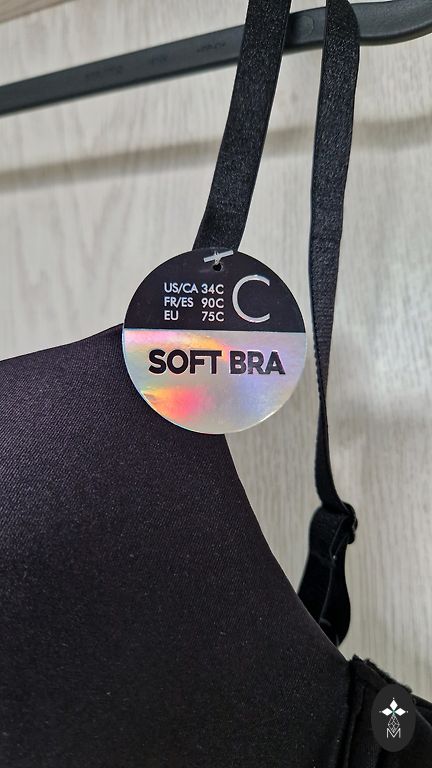 US/CA 34C
FR/ES 90C
EU 75C
C
SOFT BRA
M